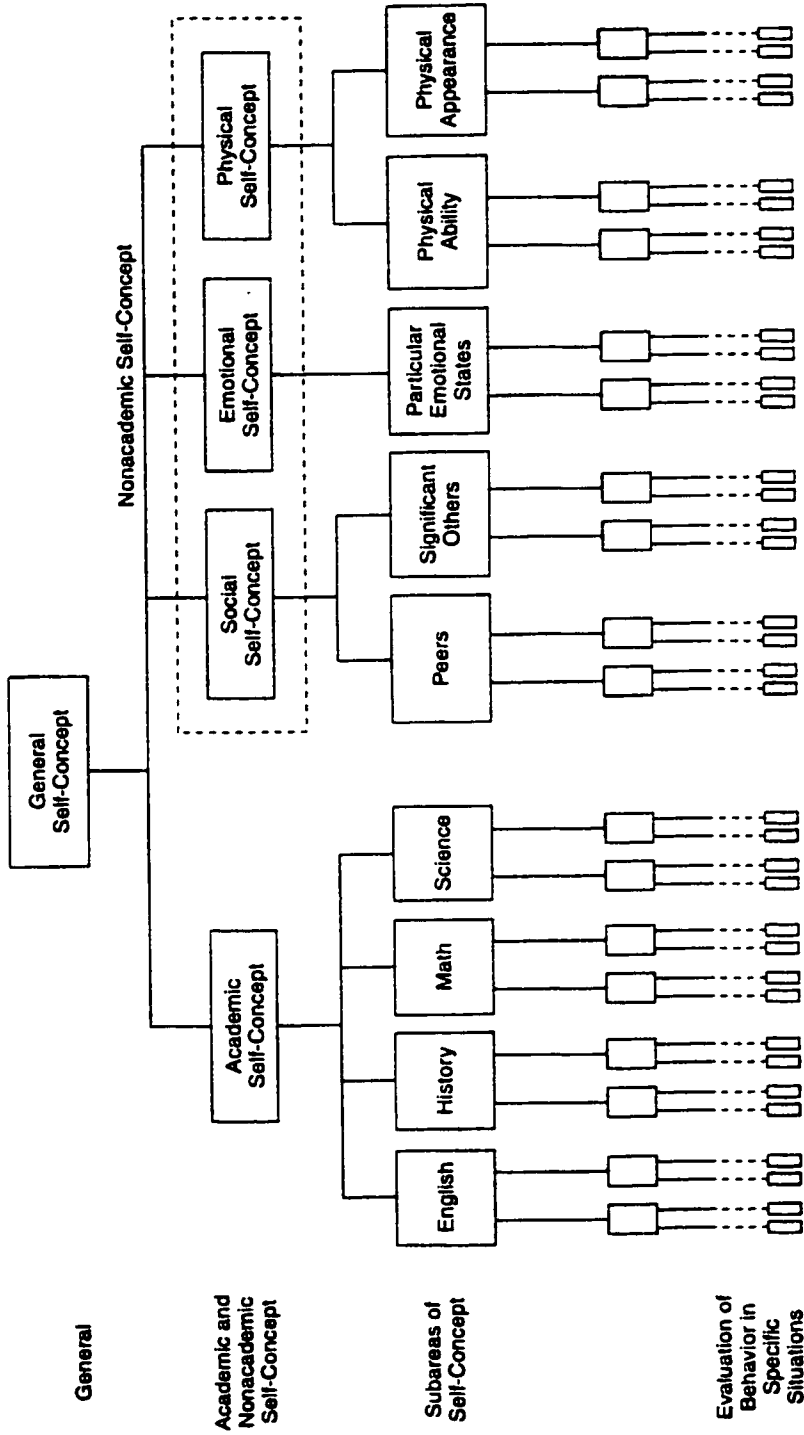 General
General
Self-Concept
Nonacademic Self-Concept
Academic and
Nonacademic
Self-Concept
Academic
Self-Concept
Social
Self-Concept
Emotional
Self-Concept
Physical
Self-Concept
Subareas of
Self-Concept
English
History
Math
Science
Peers
Significant
Others
Particular
Emotional
States
Physical
Ability
Physical
Appearance
Evaluation of
Behavior in
Specific
Situations